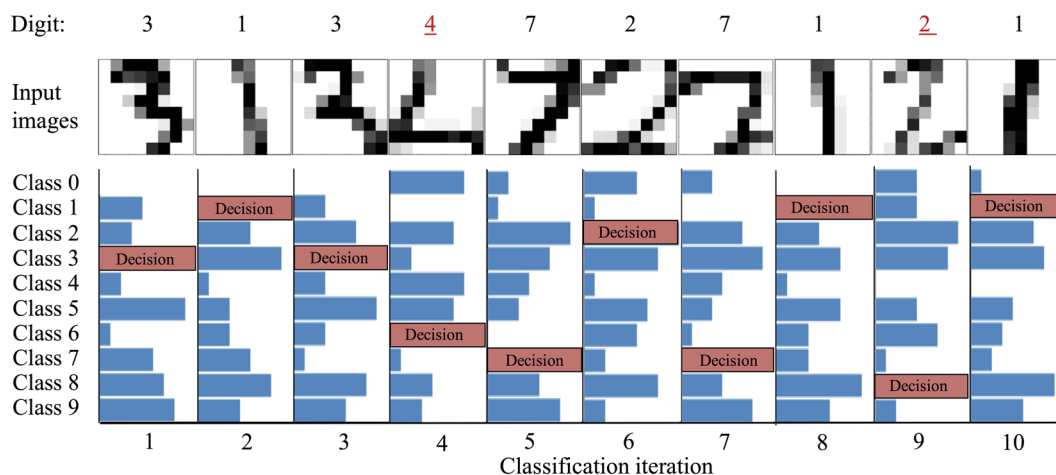 Digit: 3 1 3 4 7 2 7 1 2 1
Input
images
Class 0
Class 1 Decision Decision Decision
Class 2 Decision
Class 3 Decision Decision
Class 4
Class 5
Class 6 Decision
Class 7 Decision Decision
Class 8 Decision
Class 9
1 2 3 4 5 6 7 8 9 10
Classification iteration